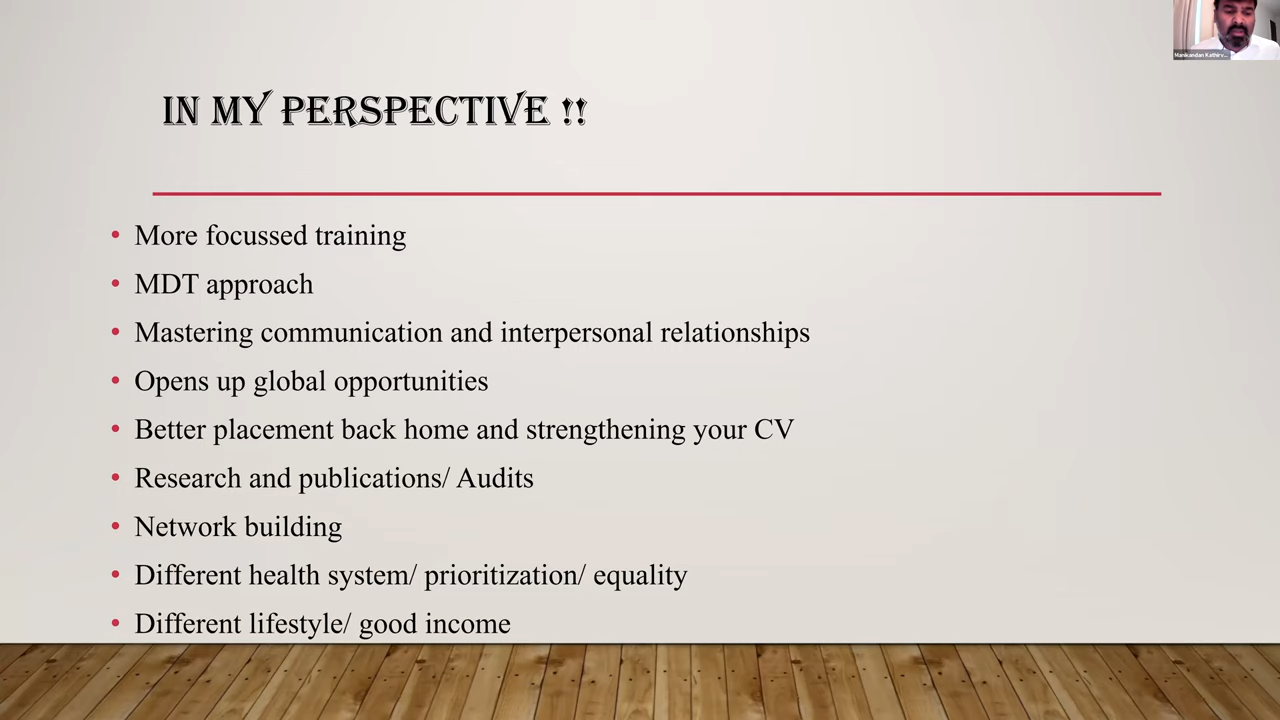 IN MY PERSPECTIVE !!
• More focussed training
• MDT approach
• Mastering communication and interpersonal relationships
• Opens up global opportunities
• Better placement back home and strengthening your CV
• Research and publications/ Audits
• Network building
• Different health system/ prioritization/ equality
• Different lifestyle/ good income
Manikandan Kathirv...